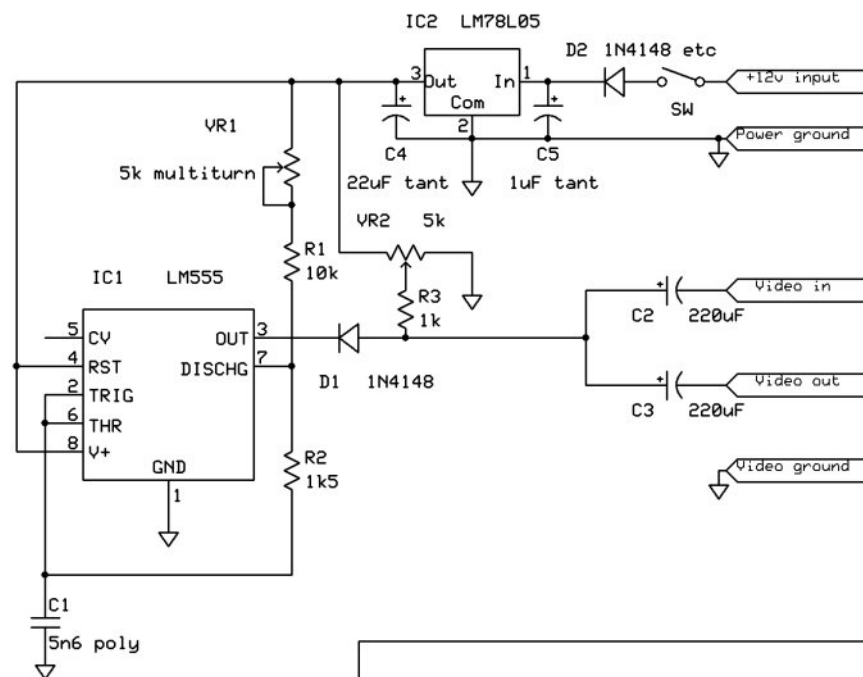 IC2 LM78L05
D2 1N4148 etc
3 Out In 1
Com
2
SW
+12v input
Power ground
C4
22uF tant
C5
1uF tant
VR1
5k multiturn
VR2 5k
R1
10k
R3
1k
IC1 LM555
5 CV
4 RST
2 TRIG
6 THR
8 V+
OUT 3
DISCHG 7
GND
1
D1 1N4148
C2 220uF
Video in
C3 220uF
Video out
Video ground
R2
1k5
C1
5n6 poly
+
+
+
+